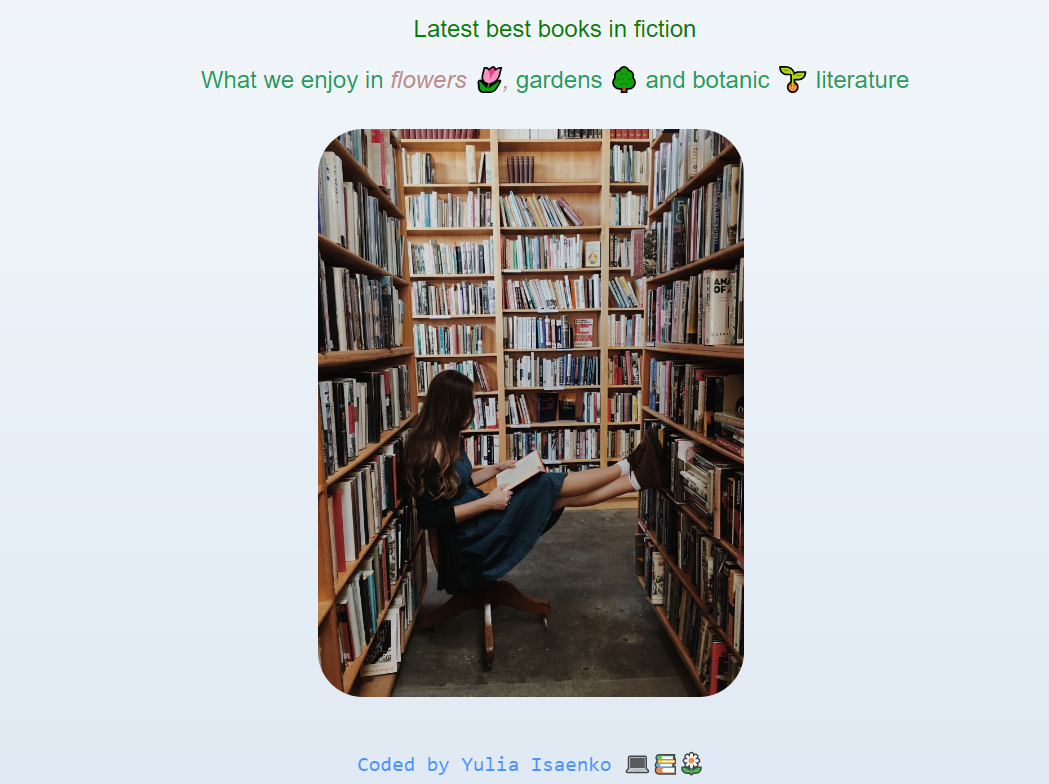 Latest best books in fiction
What we enjoy in flowers 🌷, gardens 🌳 and botanic 🌱 literature
Coded by Yulia Isaenko 💻📚🌼